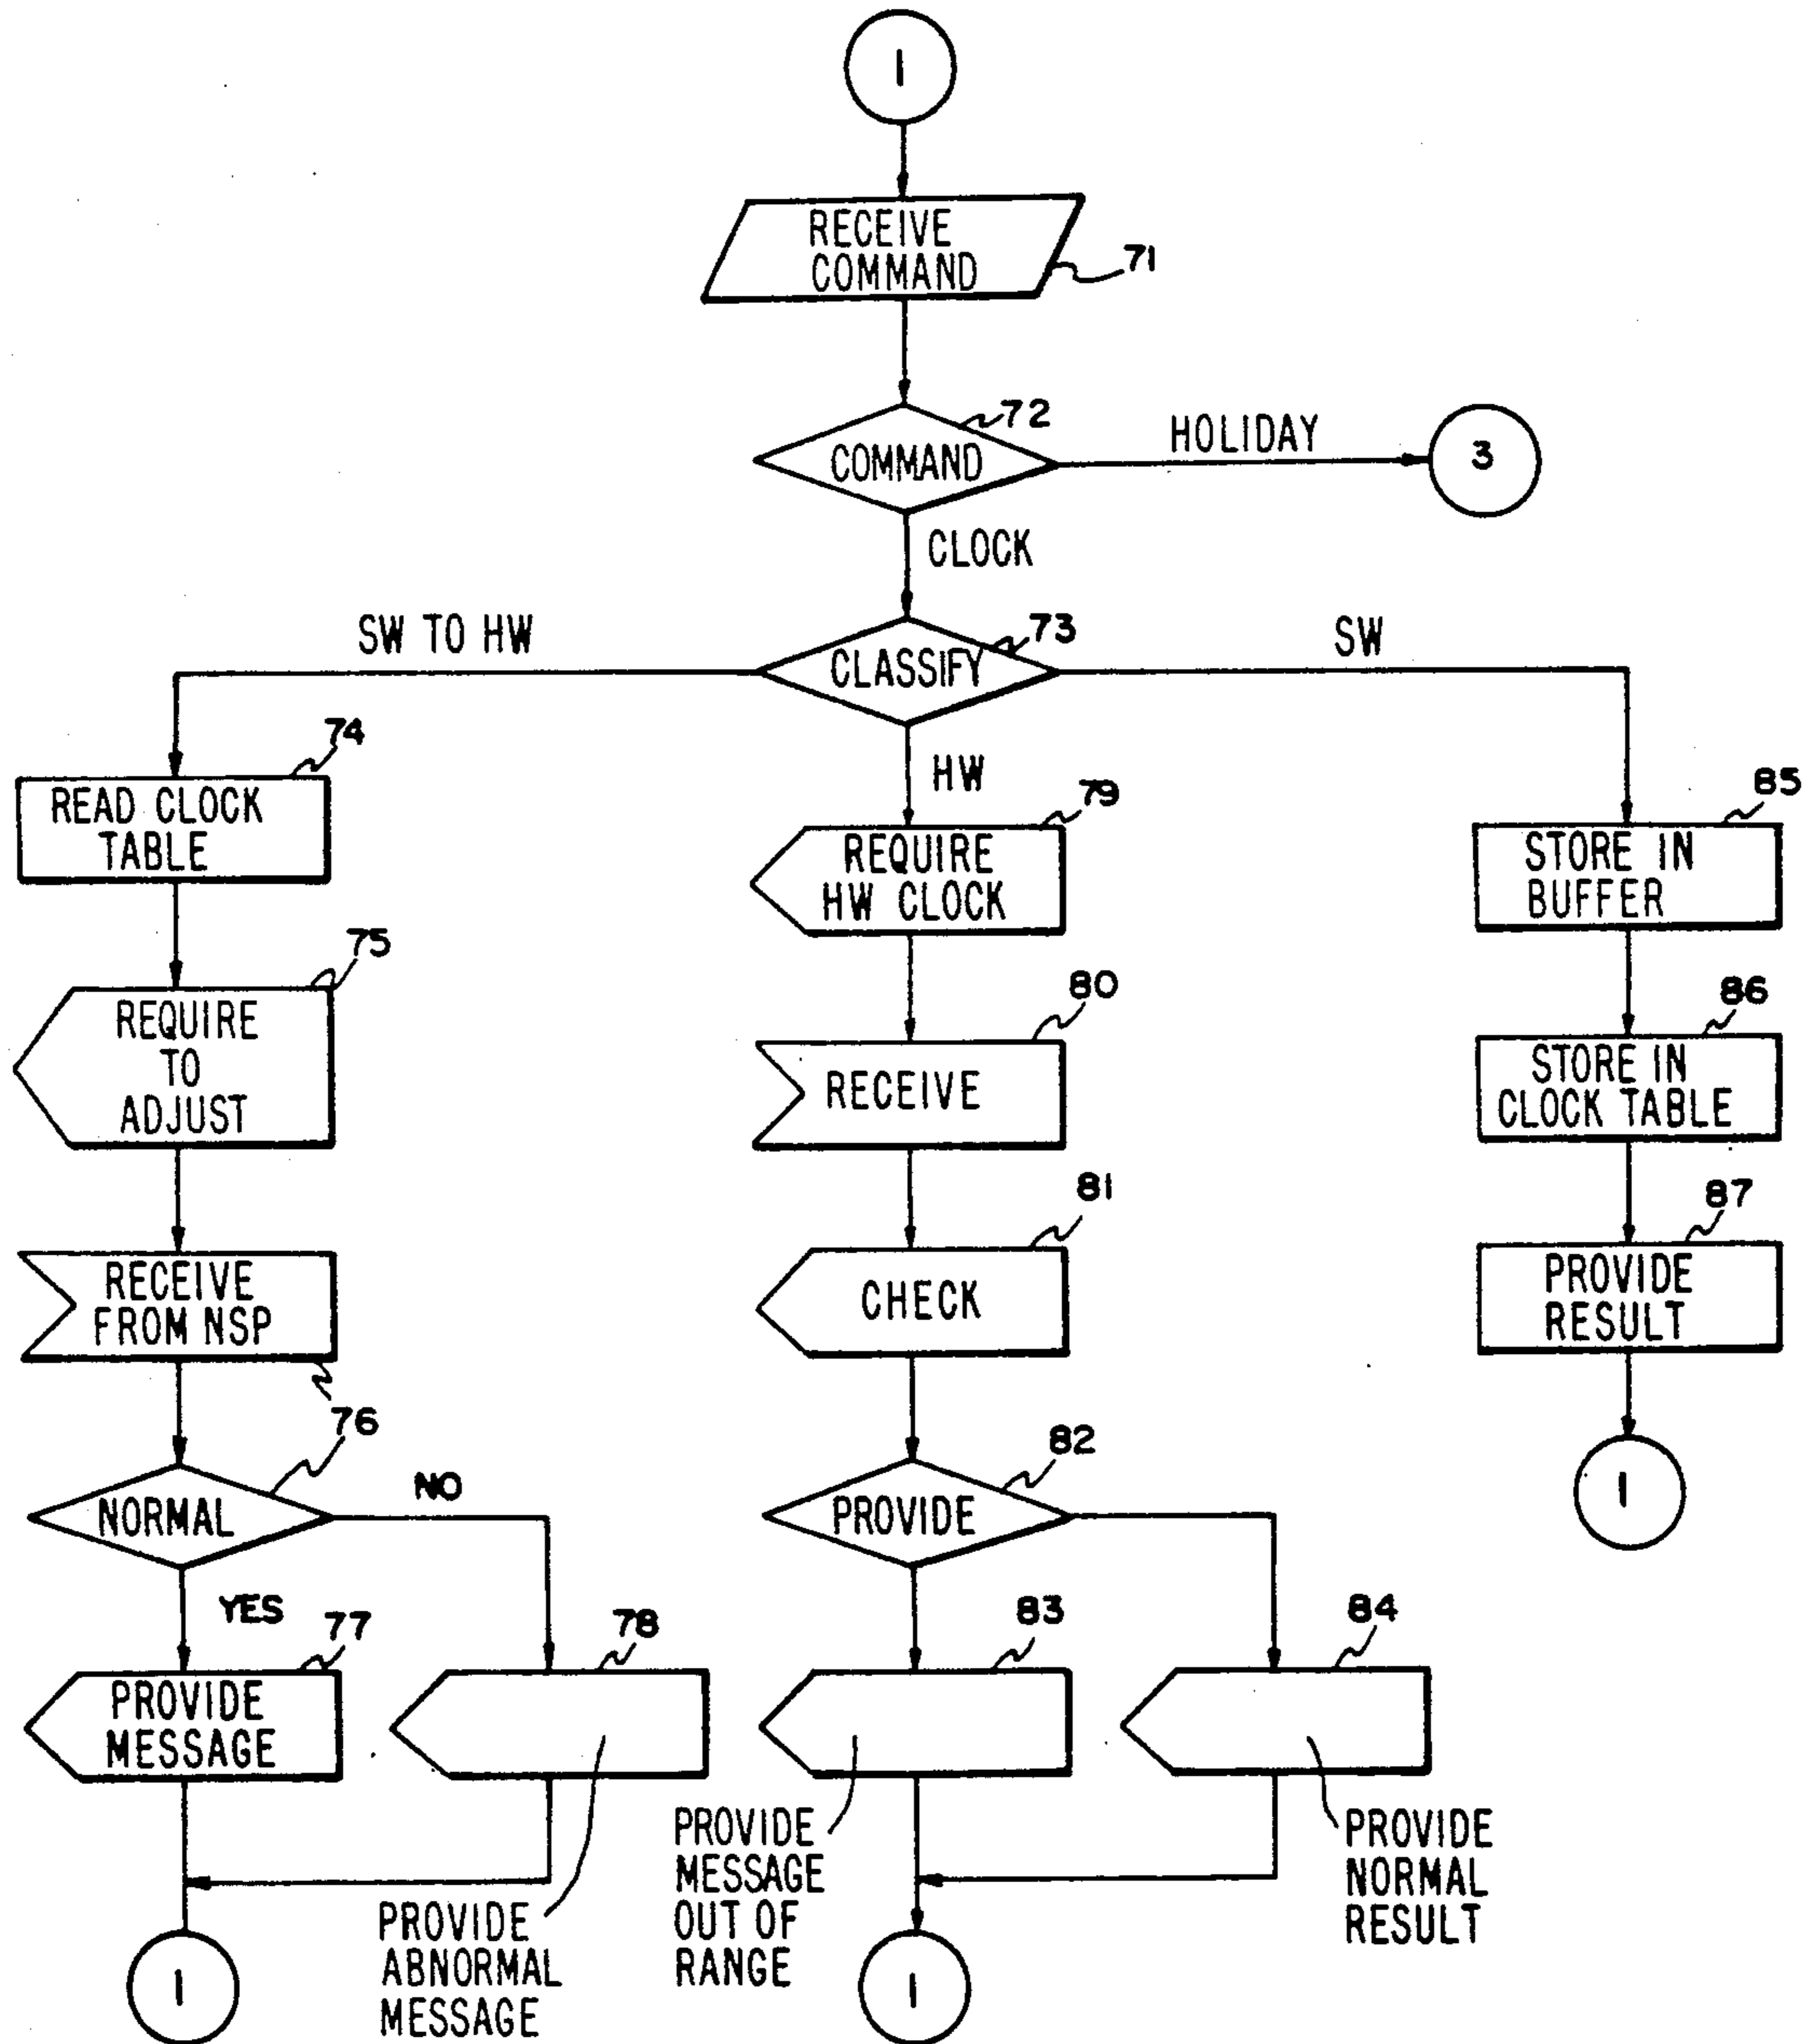 1
RECEIVE
COMMAND
71
72
COMMAND
HOLIDAY
3
CLOCK
SW TO HW
73
CLASSIFY
SW
HW
74
READ CLOCK
TABLE
79
REQUIRE
HW CLOCK
85
STORE IN
BUFFER
75
REQUIRE
TO
ADJUST
80
RECEIVE
86
STORE IN
CLOCK TABLE
RECEIVE
FROM NSP
76
81
CHECK
87
PROVIDE
RESULT
1
NORMAL
NO
YES
82
PROVIDE
77
PROVIDE
MESSAGE
78
PROVIDE
ABNORMAL
MESSAGE
83
PROVIDE
MESSAGE
OUT OF
RANGE
84
PROVIDE
NORMAL
RESULT
1
1